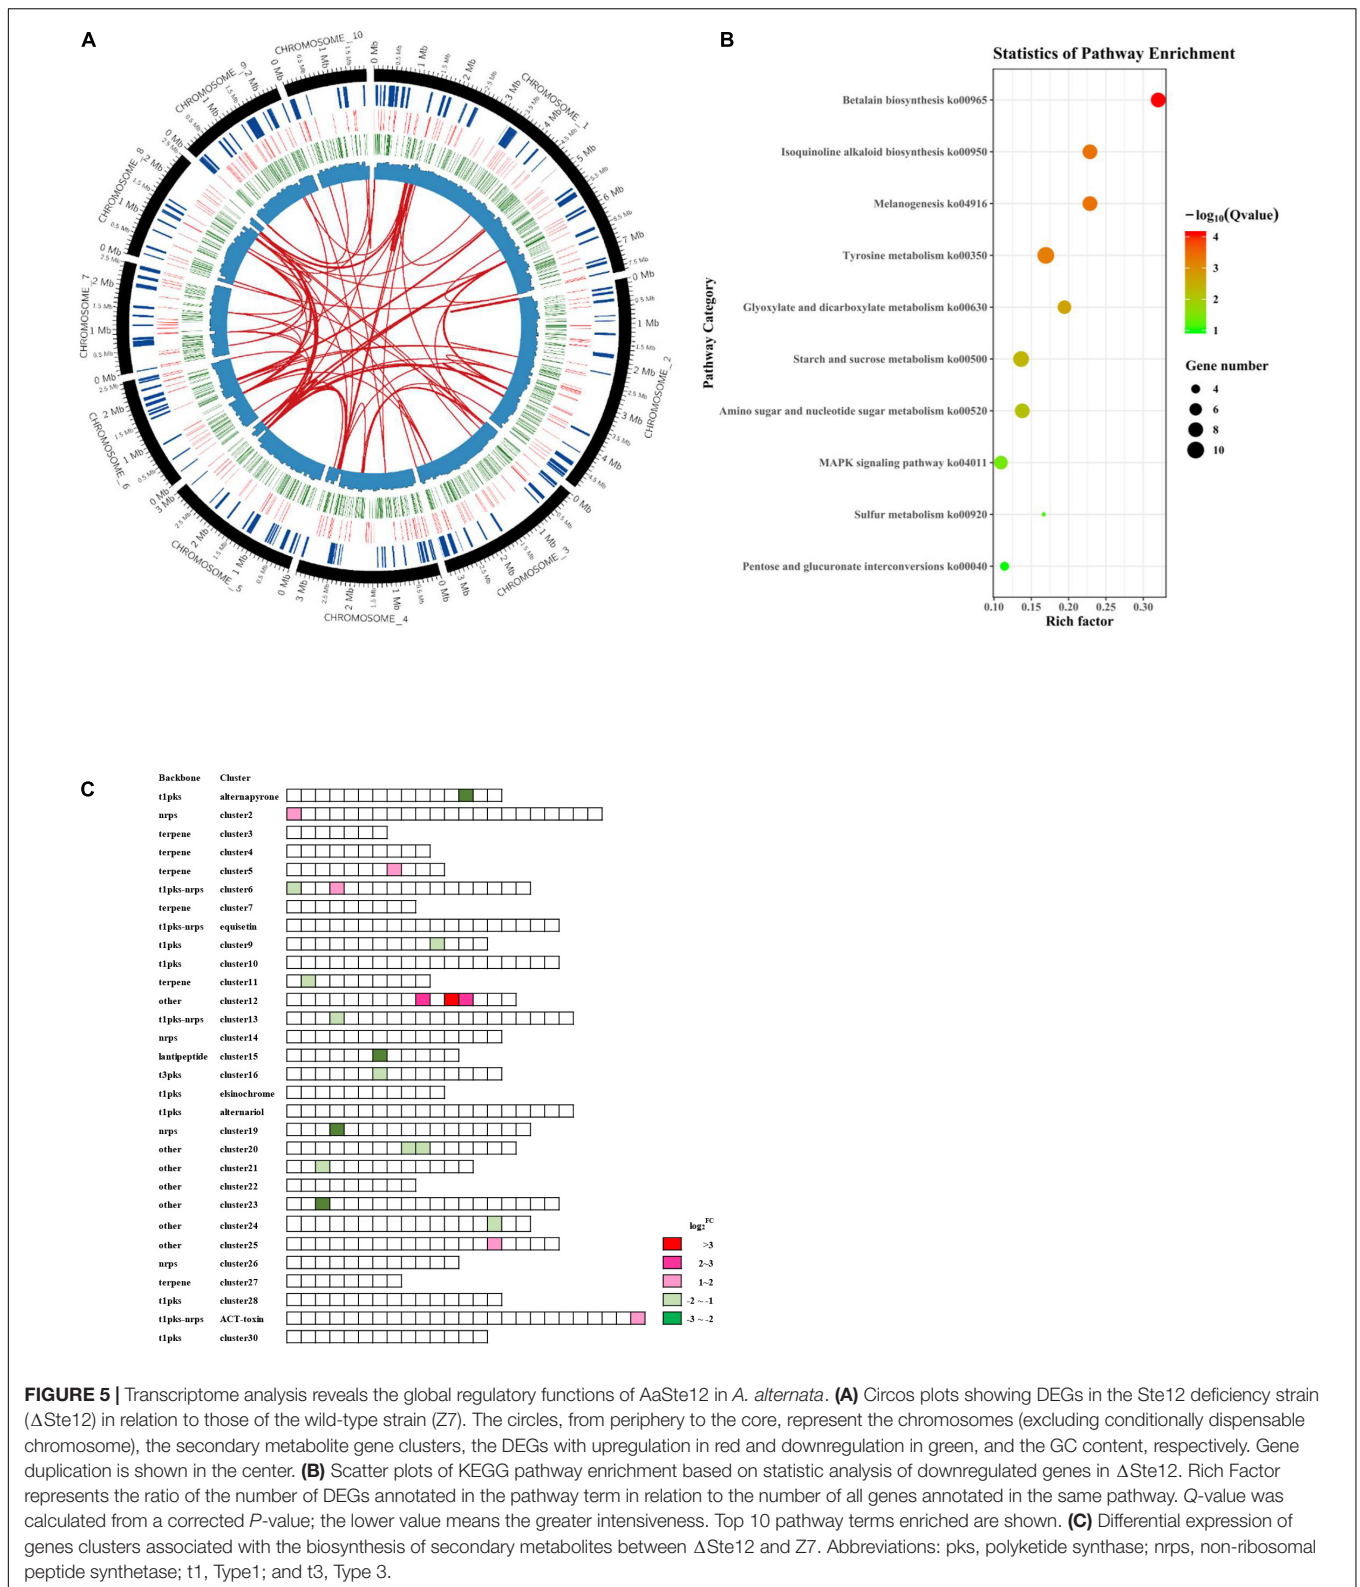 A
CHROMOSOME_10
CHROMOSOME_1
CHROMOSOME_2
CHROMOSOME_3
CHROMOSOME_4
CHROMOSOME_5
CHROMOSOME_6
CHROMOSOME_7
CHROMOSOME_8
CHROMOSOME_9
B
Statistics of Pathway Enrichment
Pathway Category
Betalain biosynthesis ko00965
Isoquinoline alkaloid biosynthesis ko00950
Melanogenesis ko04916
Tyrosine metabolism ko00350
Glyoxylate and dicarboxylate metabolism ko00630
Starch and sucrose metabolism ko00500
Amino sugar and nucleotide sugar metabolism ko00520
MAPK signaling pathway ko04011
Sulfur metabolism ko00920
Pentose and glucuronate interconversions ko00040
0.10 0.15 0.20 0.25 0.30
Rich factor
−log10(Qvalue)
4
3
2
1
Gene number
4
6
8
10
C
Backbone Cluster
t1pks alternapyrone
nrps cluster2
terpene cluster3
terpene cluster4
terpene cluster5
t1pks-nrps cluster6
terpene cluster7
t1pks-nrps equisetin
t1pks cluster9
t1pks cluster10
terpene cluster11
other cluster12
t1pks-nrps cluster13
nrps cluster14
lantipeptide cluster15
t3pks cluster16
t1pks elsinochrome
t1pks alternariol
nrps cluster19
other cluster20
other cluster21
other cluster22
other cluster23
other cluster24
other cluster25
nrps cluster26
terpene cluster27
t1pks cluster28
t1pks-nrps ACT-toxin
t1pks cluster30
log2FC
>3
2~3
1~2
-2 ~ -1
-3 ~ -2
FIGURE 5 | Transcriptome analysis reveals the global regulatory functions of AaSte12 in A. alternata. (A) Circos plots showing DEGs in the Ste12 deficiency strain
(ΔSte12) in relation to those of the wild-type strain (Z7). The circles, from periphery to the core, represent the chromosomes (excluding conditionally dispensable
chromosome), the secondary metabolite gene clusters, the DEGs with upregulation in red and downregulation in green, and the GC content, respectively. Gene
duplication is shown in the center. (B) Scatter plots of KEGG pathway enrichment based on statistic analysis of downregulated genes in ΔSte12. Rich Factor
represents the ratio of the number of DEGs annotated in the pathway term in relation to the number of all genes annotated in the same pathway. Q-value was
calculated from a corrected P-value; the lower value means the greater intensiveness. Top 10 pathway terms enriched are shown. (C) Differential expression of
genes clusters associated with the biosynthesis of secondary metabolites between ΔSte12 and Z7. Abbreviations: pks, polyketide synthase; nrps, non-ribosomal
peptide synthetase; t1, Type1; and t3, Type 3.